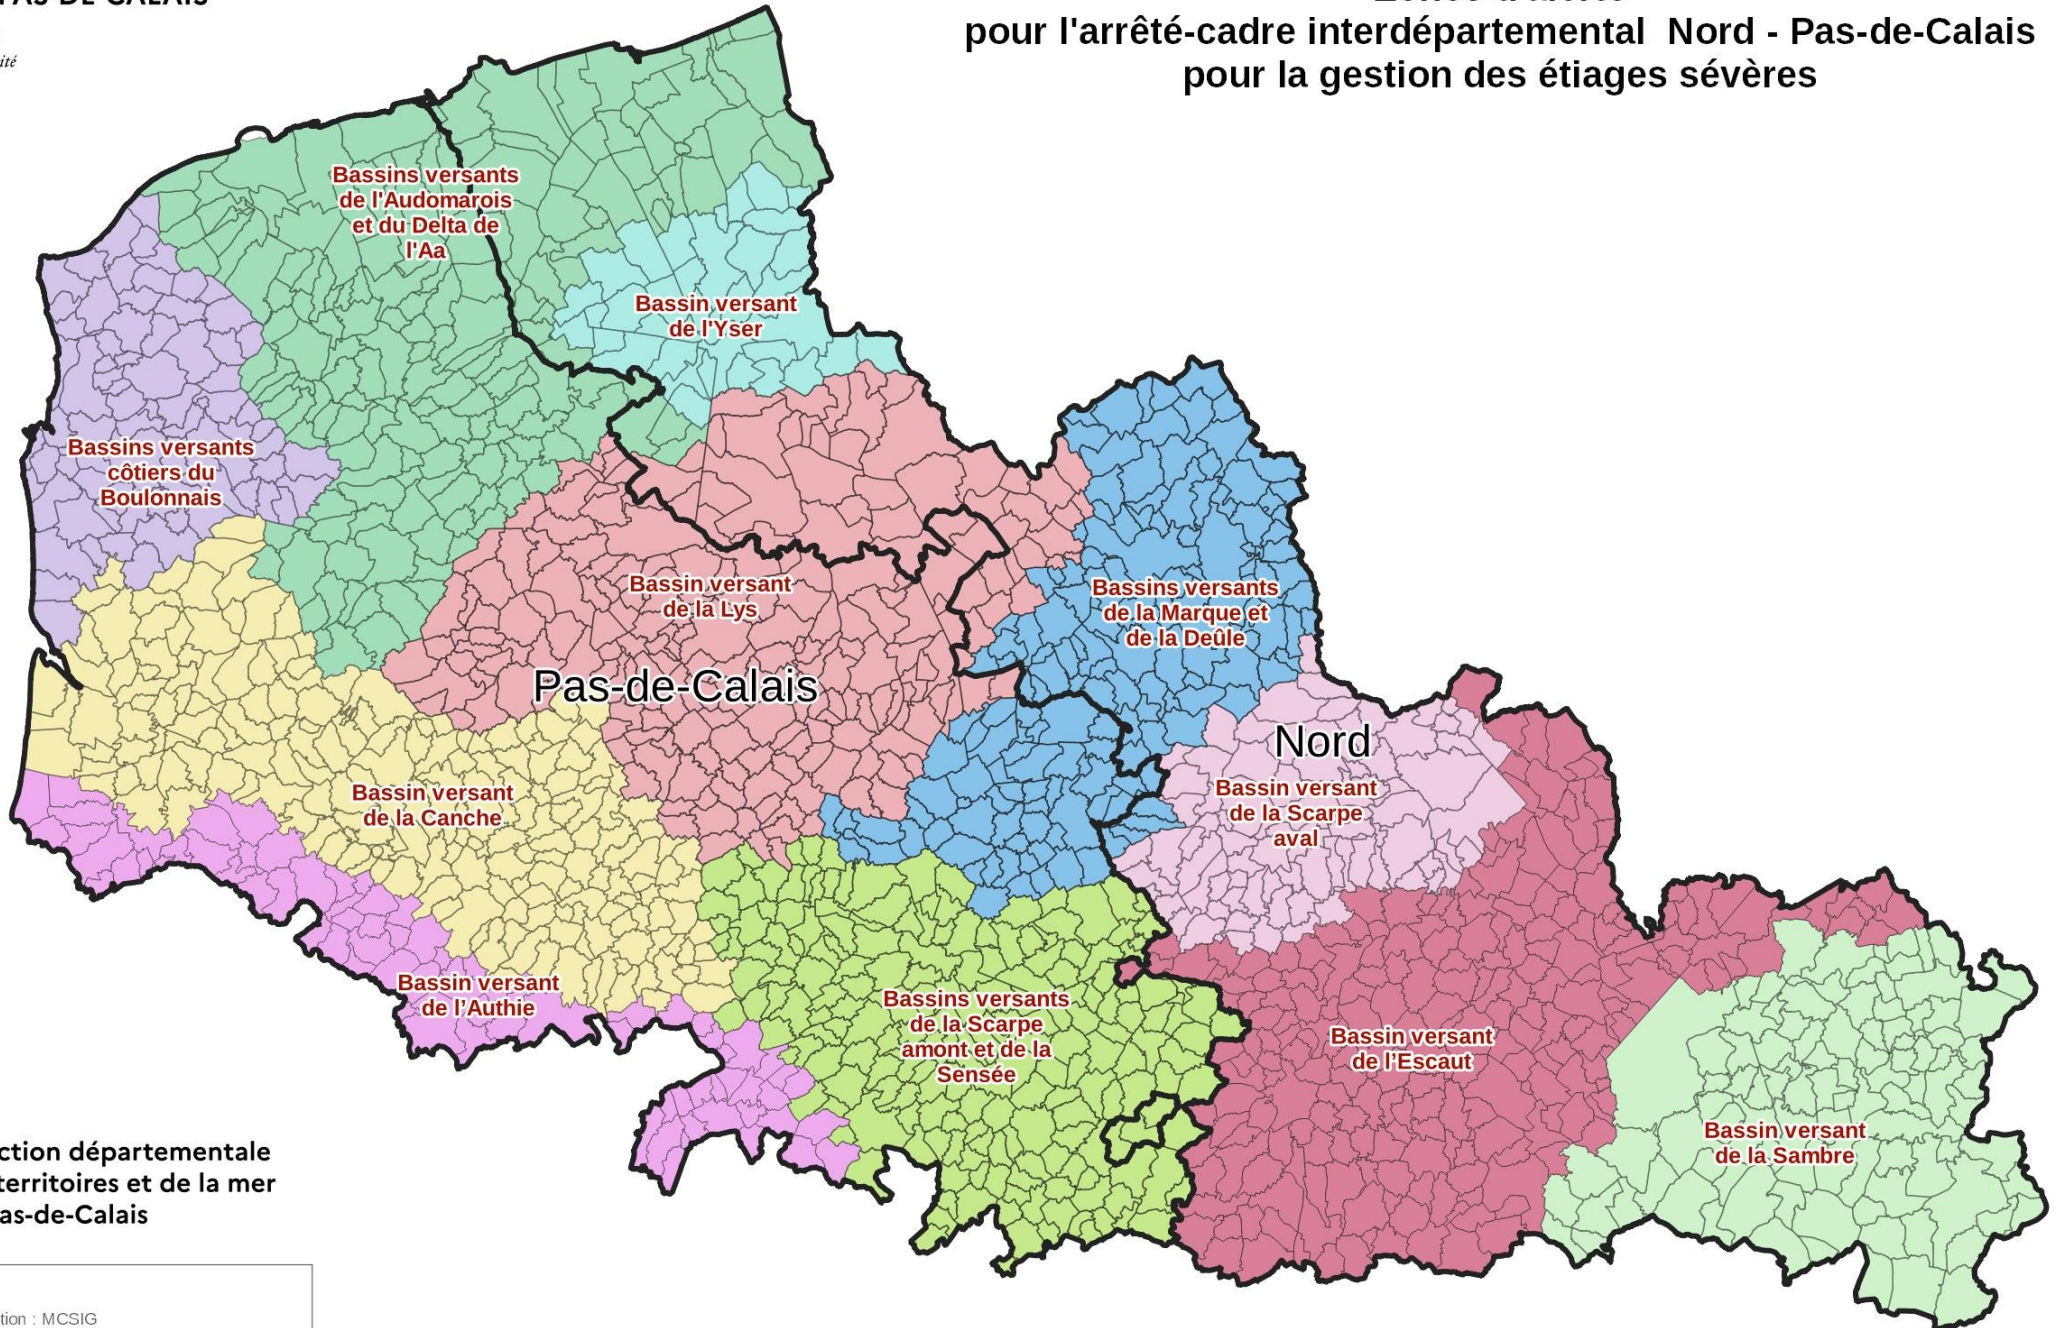 PAS-DE-CALAIS
pour l'arrêté-cadre interdépartemental Nord - Pas-de-Calais
pour la gestion des étiages sévères
Bassins versants
de l'Audomarois
et du Delta de
l'Aa
Bassin versant
de l'Yser
Bassins versants
côtiers du
Boulonnais
Bassin versant
de la Lys
Bassins versants
de la Marque et
de la Deûle
Pas-de-Calais
Nord
Bassin versant
de la Scarpe
aval
Bassin versant
de la Canche
Bassin versant
de l'Authie
Bassins versants
de la Scarpe
amont et de la
Sensée
Bassin versant
de l'Escaut
Bassin versant
de la Sambre
ction départementale
territoires et de la mer
as-de-Calais
tion : MCSIG